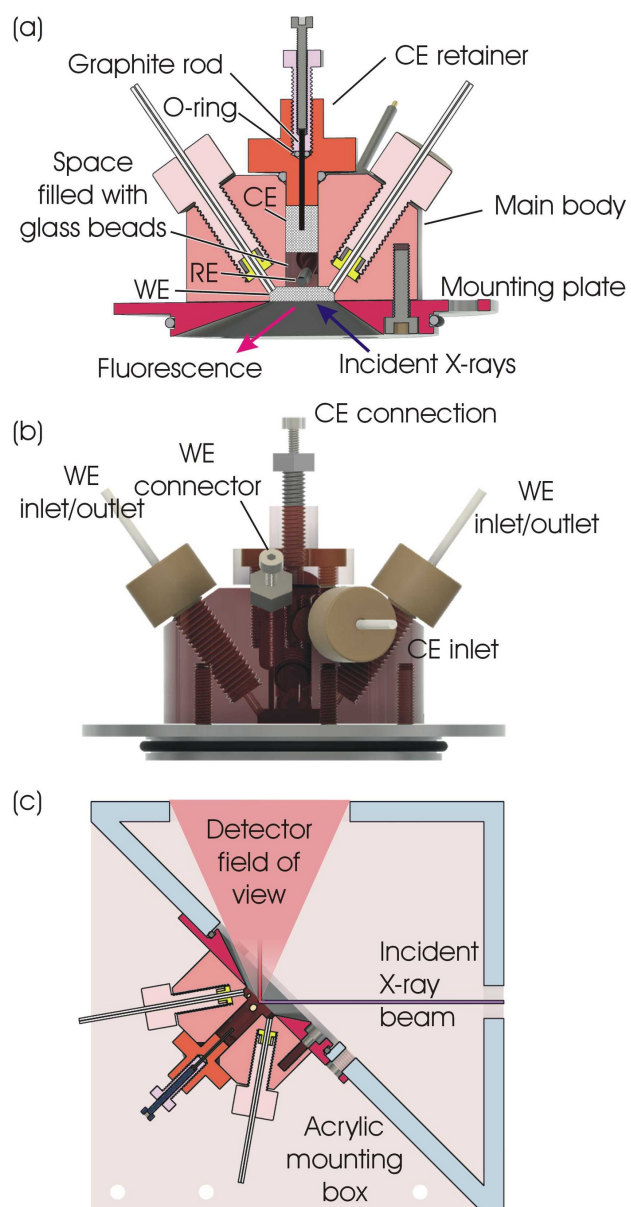 (a)
Graphite rod
CE retainer
O-ring
Space
filled with
glass beads
CE
Main body
RE
WE
Mounting plate
Fluorescence
Incident X-rays
(b)
CE connection
WE
connector
WE
inlet/outlet
WE
inlet/outlet
CE inlet
(c)
Detector
field of
view
Incident
X-ray
beam
Acrylic
mounting
box